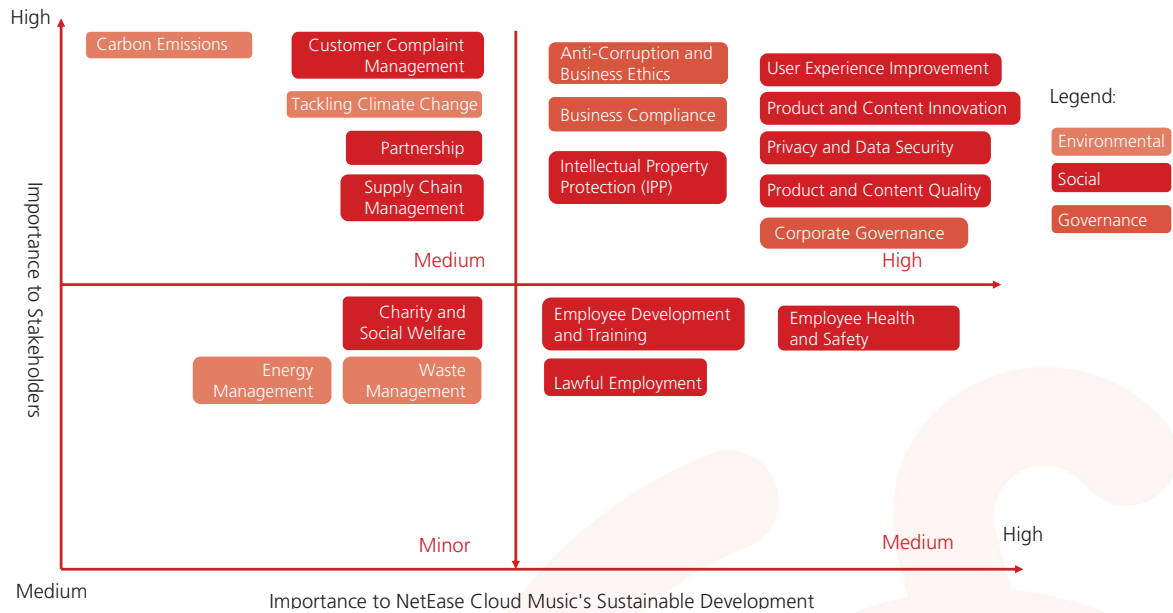 High
Carbon Emissions
Customer Complaint
Management
Tackling Climate Change
Partnership
Supply Chain
Management
Medium
Anti-Corruption and
Business Ethics
Business Compliance
Intellectual Property
Protection (IPP)
User Experience Improvement
Product and Content Innovation
Privacy and Data Security
Product and Content Quality
Corporate Governance
High
Legend:
Environmental
Social
Governance
Importance to Stakeholders
Charity and
Social Welfare
Energy
Management
Waste
Management
Minor
Employee Development
and Training
Lawful Employment
Employee Health
and Safety
Medium
High
Medium
Importance to NetEase Cloud Music's Sustainable Development